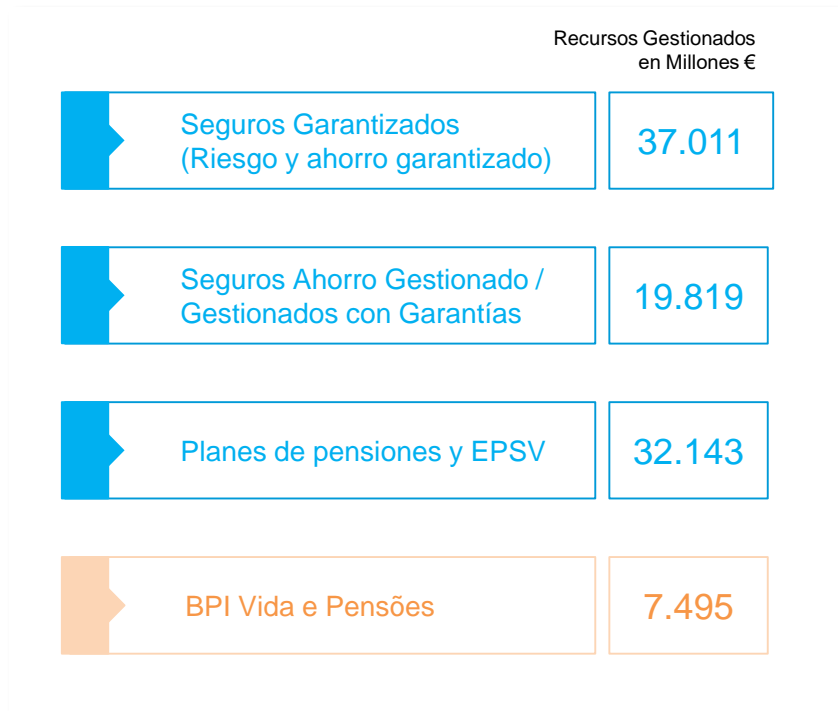 Recursos Gestionados
en Millones €
Seguros Garantizados
(Riesgo y ahorro garantizado)
37.011
Seguros Ahorro Gestionado /
Gestionados con Garantías
19.819
Planes de pensiones y EPSV
32.143
BPI Vida e Pensões
7.495